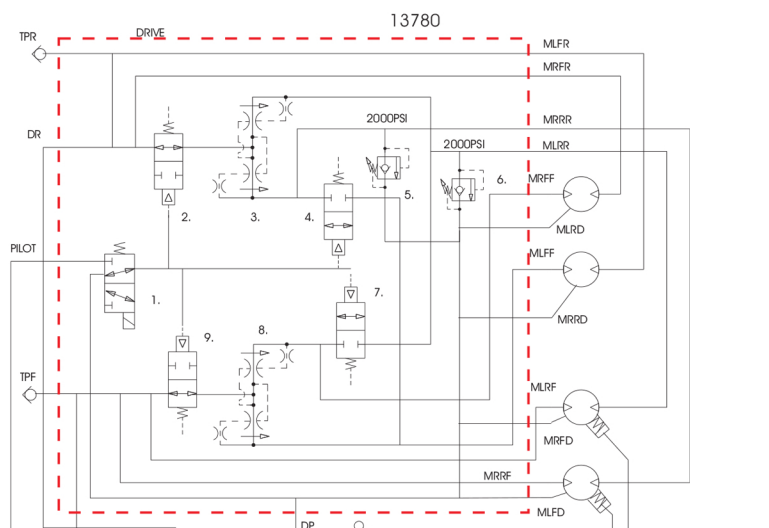 13780
TPR
DRIVE
MLFR
MRFR
2000PSI
MRRR
DR
2000PSI
MLRR
MRFF
6.
5.
2.
3.
4.
MLRD
PILOT
MLFF
7.
1.
MRRD
9.
8.
TPF
MLRF
MRFD
MRRF
MLFD
DP